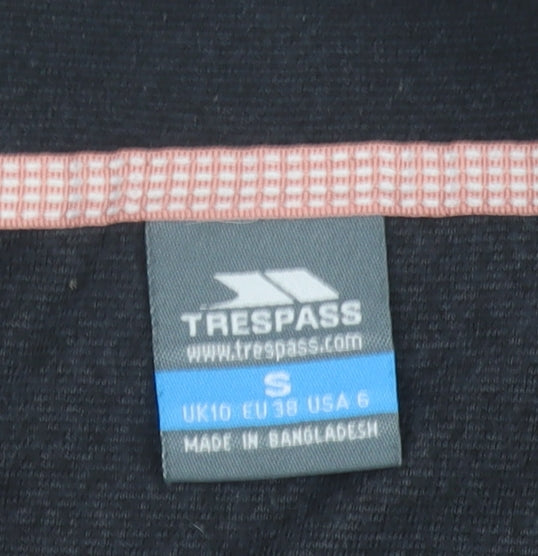 TRESPASS
www.trespass.com
S
UK10 EU 38 USA 6
MADE IN BANGLADESH